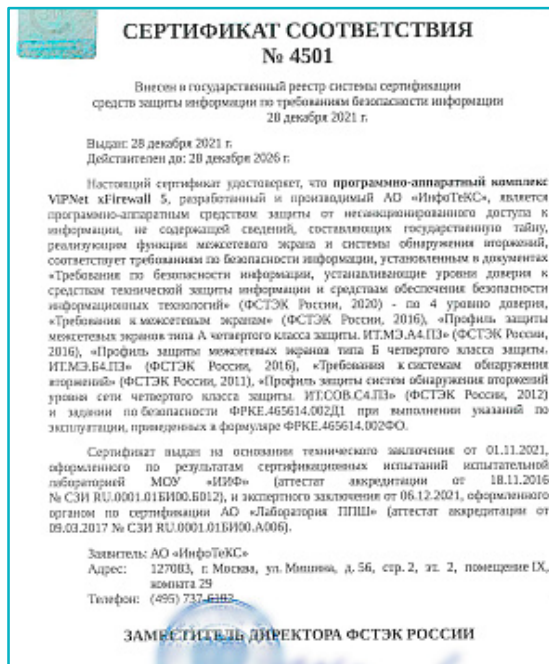 СЕРТИФИКАТ СООТВЕТСТВИЯ
№ 4501
Внесен в государственный реестр системы сертификации
средств защиты информации по требованиям безопасности информации
28 декабря 2021 г.
Выдан: 28 декабря 2021 г.
Действителен до: 28 декабря 2026 г.
Настоящий сертификат удостоверяет, что программно-аппаратный комплекс
ViPNet xFirewall 5, разработанный и производимый АО «ИнфоТеКС», является
программно-аппаратным средством защиты от несанкционированного доступа к
информации, не содержащей сведений, составляющих государственную тайну,
реализующим функции межсетевого экрана и системы обнаружения вторжений,
соответствует требованиям по безопасности информации, установленным в документах
«Требования по безопасности информации, устанавливающие уровни доверия к
средствам технической защиты информации и средствам обеспечения безопасности
информационных технологий» (ФСТЭК России, 2020) - по 4 уровню доверия,
«Требования к межсетевым экранам» (ФСТЭК России, 2016), «Профиль защиты
межсетевых экранов типа А четвертого класса защиты. ИТ.МЭ.А4.ПЗ» (ФСТЭК России,
2016), «Профиль защиты межсетевых экранов типа Б четвертого класса защиты.
ИТ.МЭ.Б4.ПЗ» (ФСТЭК России, 2016), «Требования к системам обнаружения
вторжений» (ФСТЭК России, 2011), «Профиль защиты систем обнаружения вторжений
уровня сети четвертого класса защиты. ИТ.СОВ.С4.ПЗ» (ФСТЭК России, 2012)
и задании по безопасности ФРКЕ.465614.002Д1 при выполнении указаний по
эксплуатации, приведенных в формуляре ФРКЕ.465614.002ФО.
Сертификат выдан на основании технического заключения от 01.11.2021,
оформленного по результатам сертификационных испытаний испытательной
лабораторией МОУ «ИИФ» (аттестат аккредитации от 18.11.2016
№ СЗИ RU.0001.01БИ00.Б012), и экспертного заключения от 06.12.2021, оформленного
органом по сертификации АО «Лаборатория ППШ» (аттестат аккредитации от
09.03.2017 № СЗИ RU.0001.01БИ00.А006).
Заявитель: АО «ИнфоТеКС»
Адрес: 127083, г. Москва, ул. Мишина, д. 56, стр. 2, эт. 2, помещение IX,
комната 29
Телефон: (495) 737-6192
ЗАМЕСТИТЕЛЬ ДИРЕКТОРА ФСТЭК РОССИИ